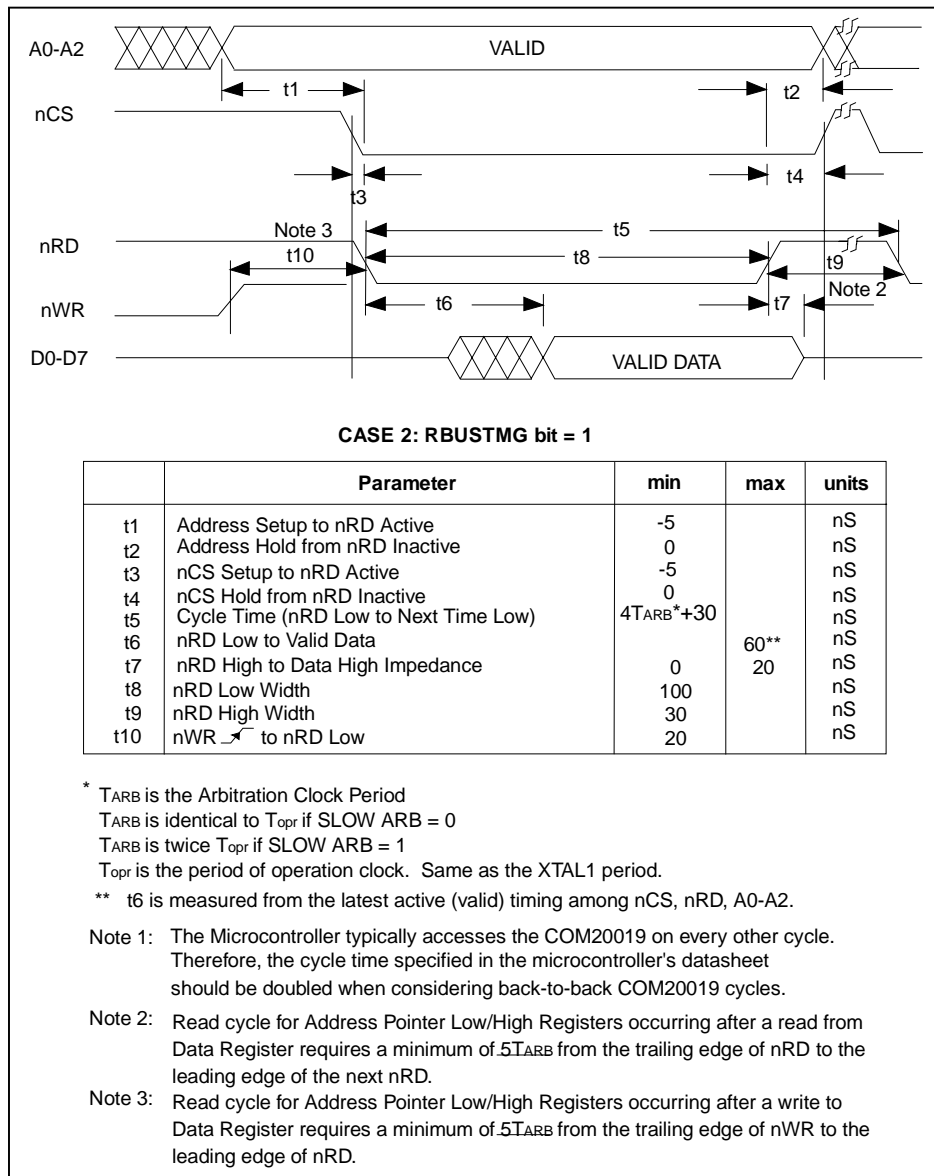 A0-A2
VALID
t1
t2
nCS
t3
t4
Note 3
nRD
t5
t10
t8
t9
Note 2
nWR
t6
t7
D0-D7
VALID DATA
CASE 2: RBUSTMG bit = 1
Parameter min max units
t1 Address Setup to nRD Active -5 nS
t2 Address Hold from nRD Inactive 0 nS
t3 nCS Setup to nRD Active -5 nS
t4 nCS Hold from nRD Inactive 0 nS
t5 Cycle Time (nRD Low to Next Time Low) 4TARB*+30 nS
t6 nRD Low to Valid Data 60** nS
t7 nRD High to Data High Impedance 0 20 nS
t8 nRD Low Width 100 nS
t9 nRD High Width 30 nS
t10 nWR to nRD Low 20 nS
* TARB is the Arbitration Clock Period
TARB is identical to Topr if SLOW ARB = 0
TARB is twice Topr if SLOW ARB = 1
Topr is the period of operation clock. Same as the XTAL1 period.
** t6 is measured from the latest active (valid) timing among nCS, nRD, A0-A2.
Note 1: The Microcontroller typically accesses the COM20019 on every other cycle.
Therefore, the cycle time specified in the microcontroller's datasheet
should be doubled when considering back-to-back COM20019 cycles.
Note 2: Read cycle for Address Pointer Low/High Registers occurring after a read from
Data Register requires a minimum of 5TARB from the trailing edge of nRD to the
leading edge of the next nRD.
Note 3: Read cycle for Address Pointer Low/High Registers occurring after a write to
Data Register requires a minimum of 5TARB from the trailing edge of nWR to the
leading edge of nRD.